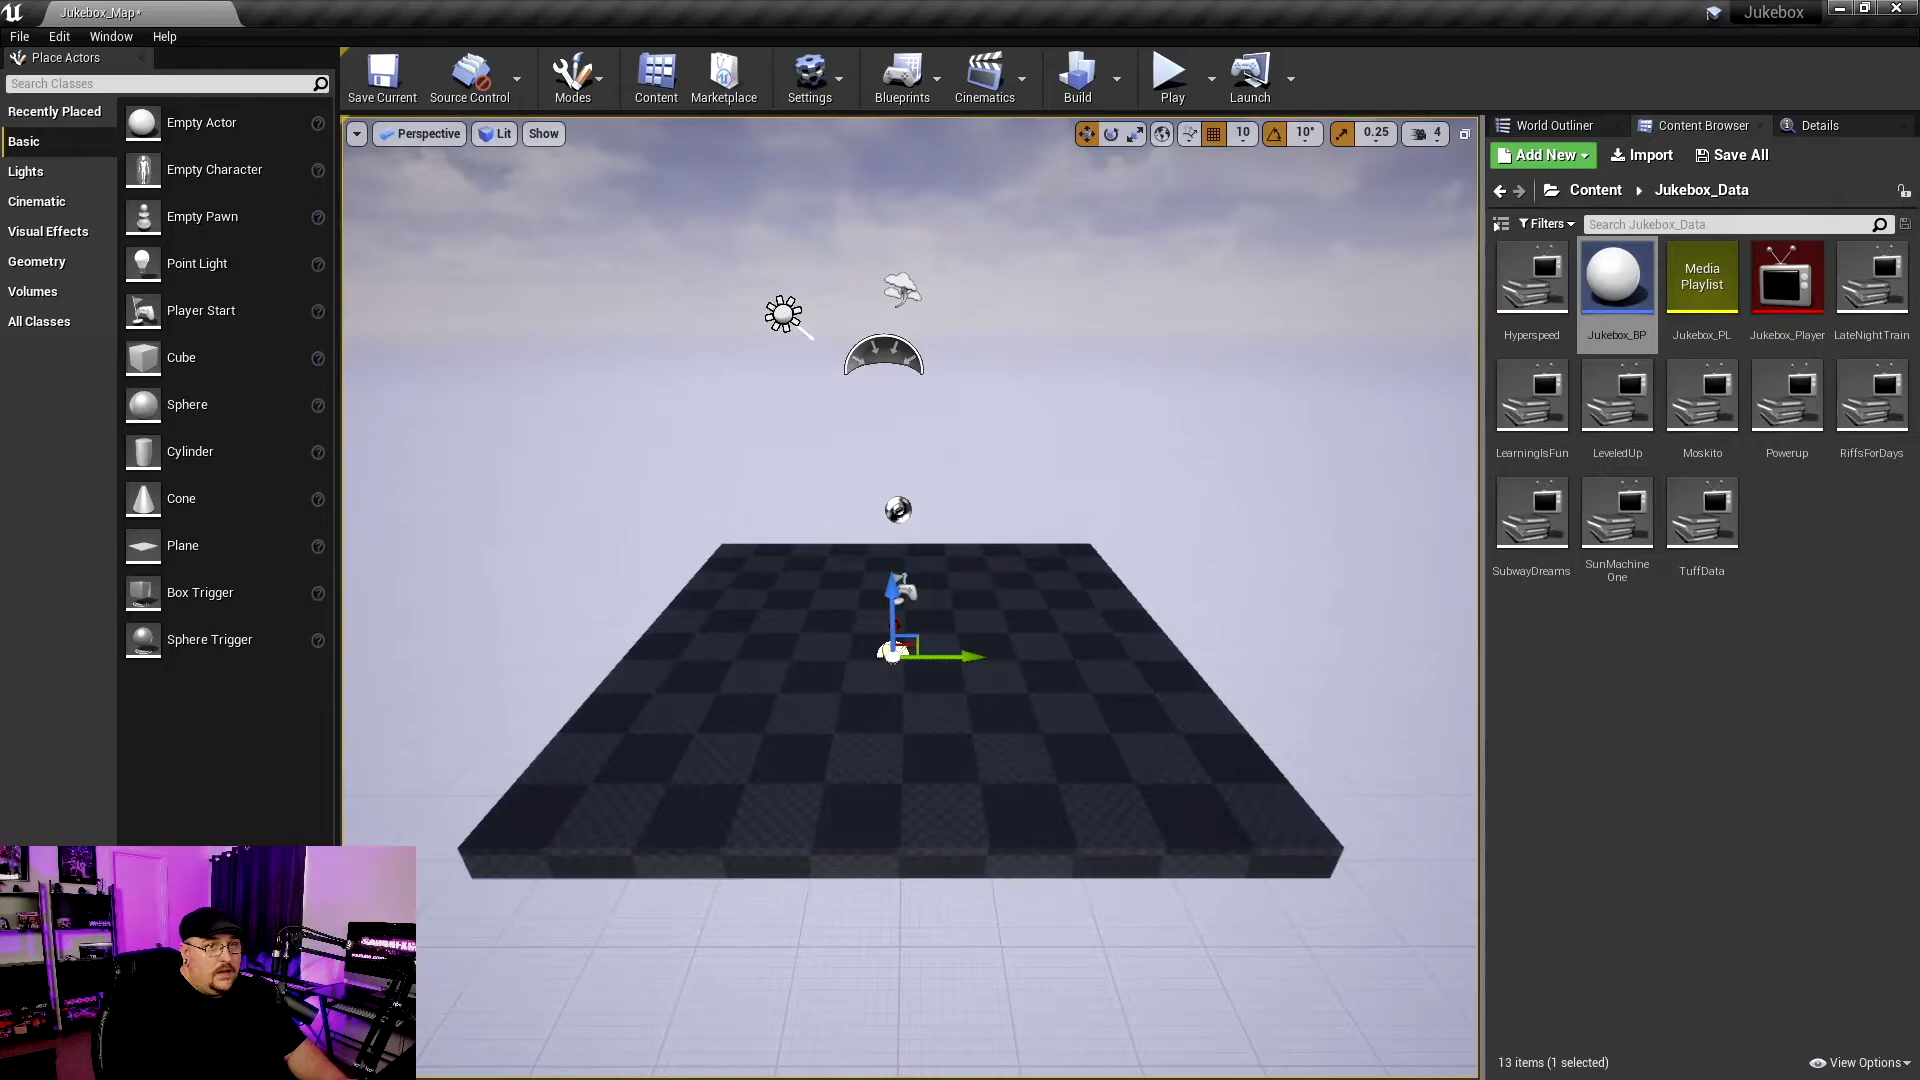 Jukebox_Map*
Jukebox
File
Edit
Window
Help
Place Actors
Search Classes
Recently Placed
Basic
Lights
Cinematic
Visual Effects
Geometry
Volumes
All Classes
Empty Actor
Empty Character
Empty Pawn
Point Light
Player Start
Cube
Sphere
Cylinder
Cone
Plane
Box Trigger
Sphere Trigger
Save Current
Source Control
Modes
Content
Marketplace
Settings
Blueprints
Cinematics
Build
Play
Launch
Perspective
Lit
Show
10
10°
0.25
4
World Outliner
Content Browser
Details
Add New
Import
Save All
Content
Jukebox_Data
Filters
Search Jukebox_Data
Media
Playlist
Hyperspeed
Jukebox_BP
Jukebox_PL
Jukebox_Player
LateNightTrain
LearningIsFun
LeveledUp
Moskito
Powerup
RiffsForDays
SubwayDreams
SunMachine
One
TuffData
13 items (1 selected)
View Options